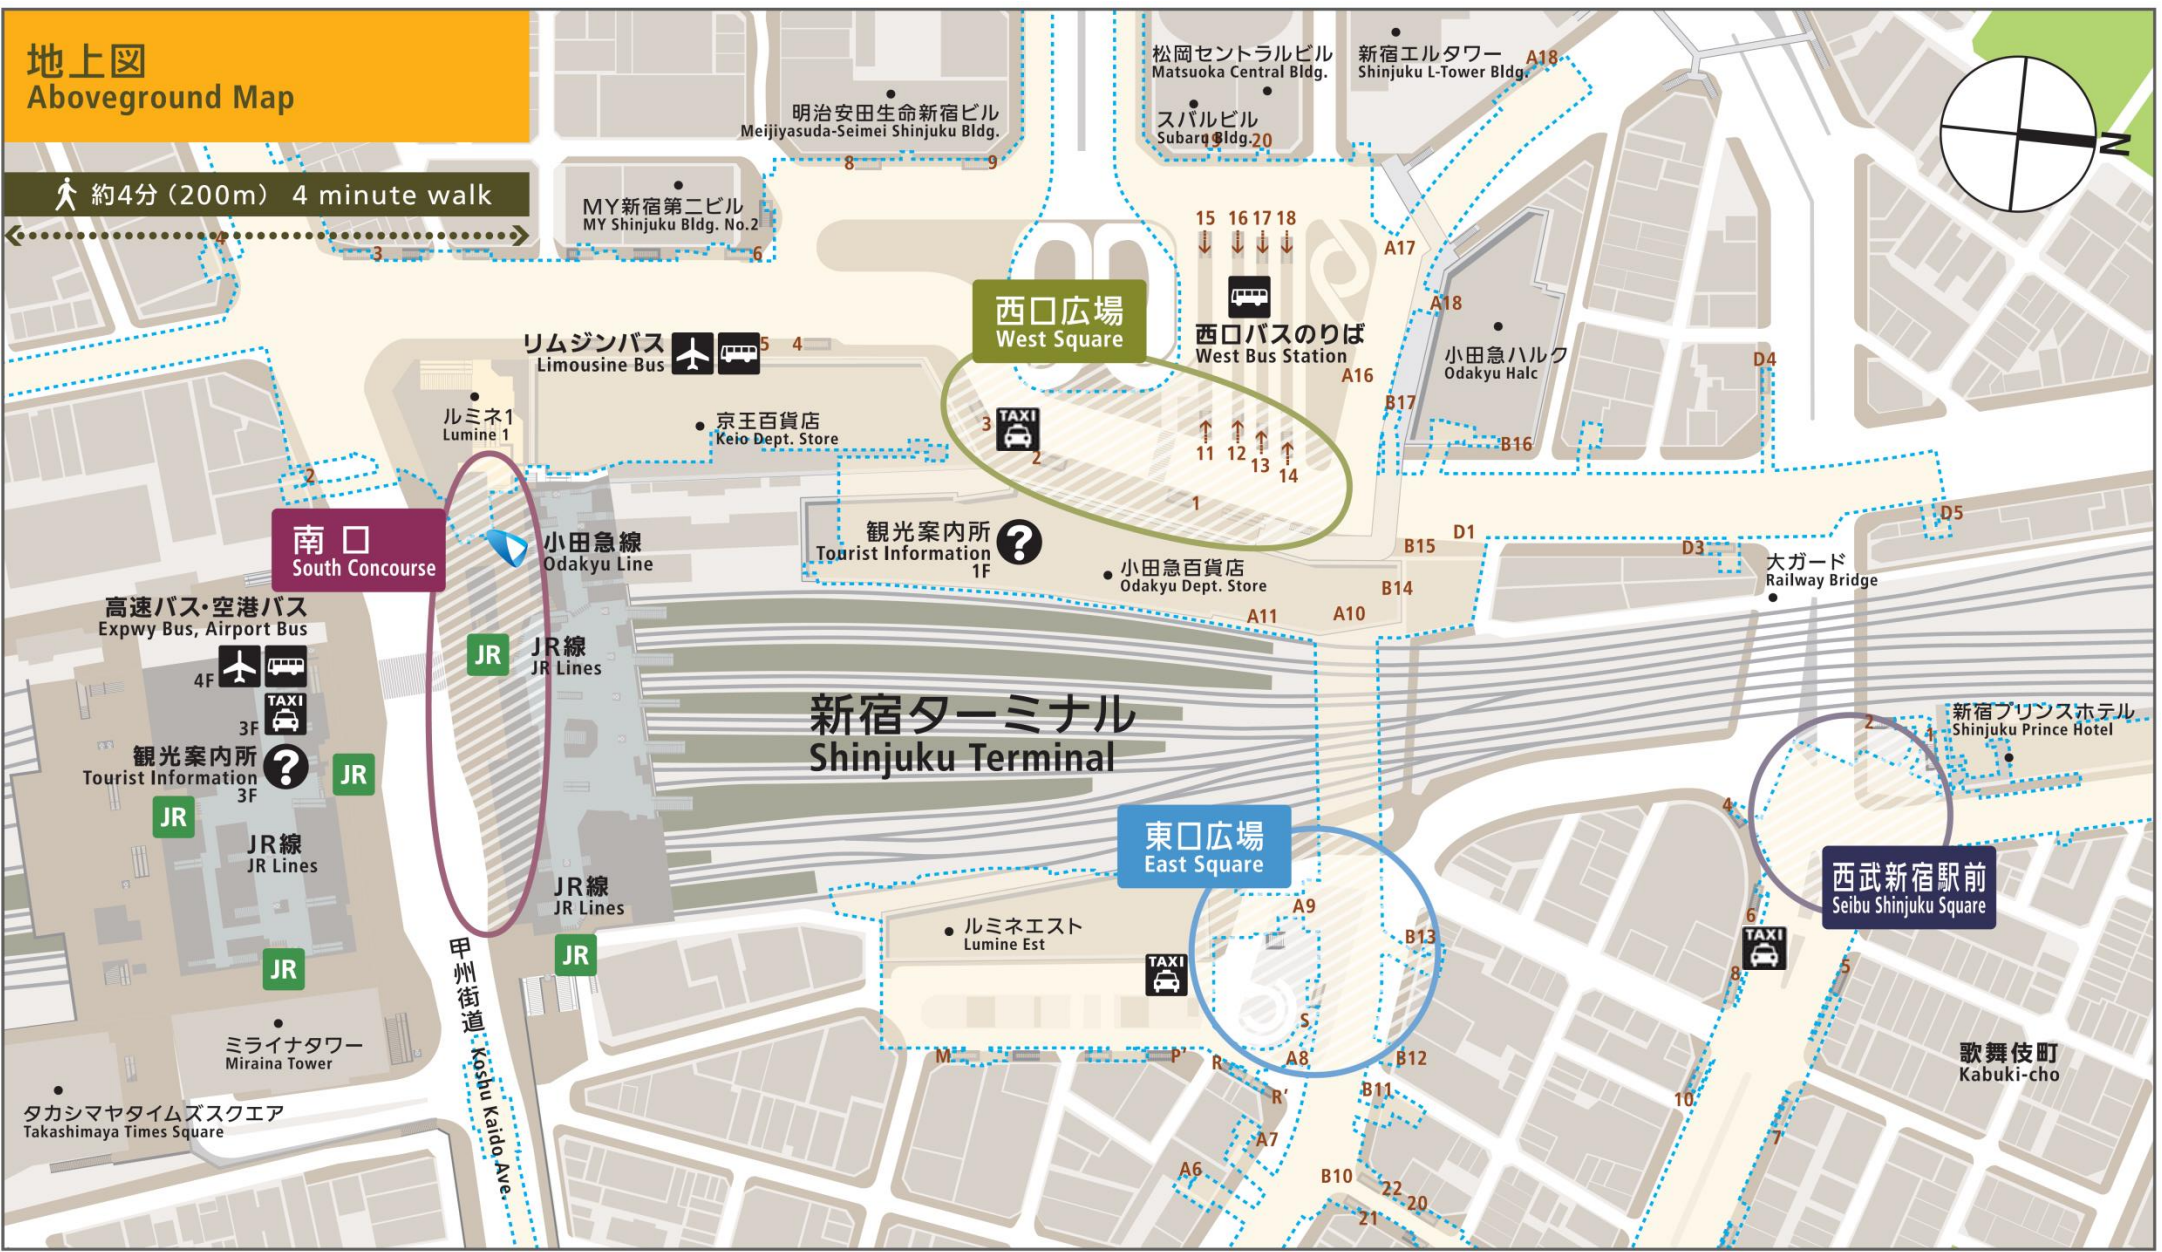 地上図
Aboveground Map
約4分（200m） 4 minute walk
明治安田生命新宿ビル
Meijiyasuda-Seimei Shinjuku Bldg.
8
9
松岡セントラルビル
Matsuoka Central Bldg.
スバルビル
Subaru Bldg.
19
20
新宿エルタワー
Shinjuku L-Tower Bldg.
A18
N
MY新宿第二ビル
MY Shinjuku Bldg. No.2
4
3
6
15
16
17
18
A17
A18
西口広場
West Square
西口バスのりば
West Bus Station
A16
小田急ハルク
Odakyu Halc
D4
リムジンバス
Limousine Bus
5
4
ルミネ1
Lumine 1
京王百貨店
Keio Dept. Store
3
TAXI
2
11
12
13
14
1
B17
B16
2
南口
South Concourse
小田急線
Odakyu Line
観光案内所
Tourist Information
1F
?
小田急百貨店
Odakyu Dept. Store
B15
D1
B14
A11
A10
D3
D5
大ガード
Railway Bridge
高速バス・空港バス
Expwy Bus, Airport Bus
4F
TAXI
3F
観光案内所
Tourist Information
3F
?
JR
JR
JR線
JR Lines
JR
JR
JR線
JR Lines
新宿ターミナル
Shinjuku Terminal
JR線
JR Lines
JR
新宿プリンスホテル
Shinjuku Prince Hotel
2
1
4
西武新宿駅前
Seibu Shinjuku Square
東口広場
East Square
A9
ルミネエスト
Lumine Est
TAXI
B13
S
A8
B12
M
P'
R
R'
B11
A7
A6
B10
22
20
21
6
TAXI
8
5
10
7
歌舞伎町
Kabuki-cho
甲州街道 Koshu Kaido Ave.
ミライナタワー
Miraina Tower
タカシマヤタイムズスクエア
Takashimaya Times Square